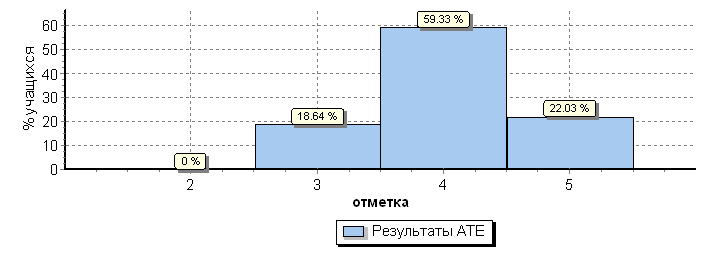 % учащихся
60
50
40
30
20
10
0
0 %
18.64 %
59.33 %
22.03 %
2 3 4 5
отметка
Результаты АТЕ